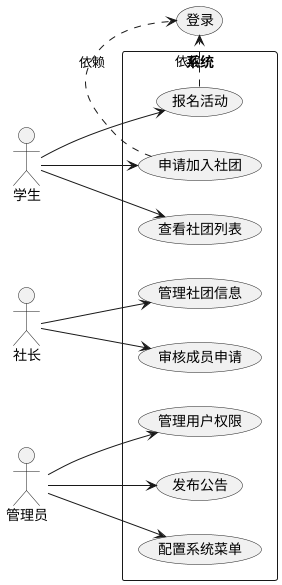 登录
依赖
依赖
系统
报名活动
申请加入社团
学生
查看社团列表
管理社团信息
社长
审核成员申请
管理用户权限
发布公告
管理员
配置系统菜单